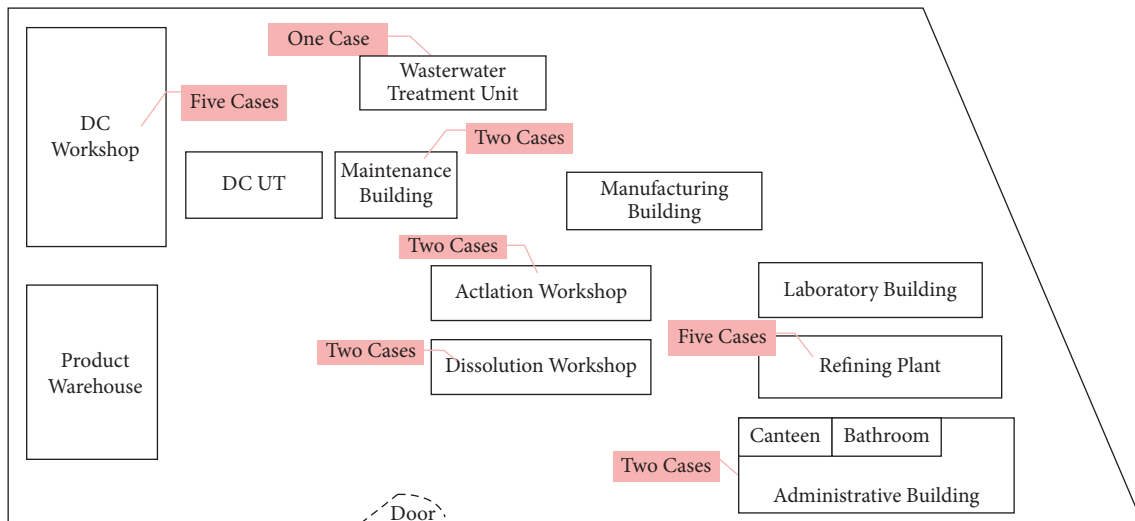 One Case
Wasterwater
Treatment Unit
Five Cases
DC
Workshop
Two Cases
DC UT
Maintenance
Building
Manufacturing
Building
Two Cases
Actlation Workshop
Laboratory Building
Five Cases
Two Cases
Dissolution Workshop
Refining Plant
Product
Warehouse
Canteen
Bathroom
Two Cases
Administrative Building
Door